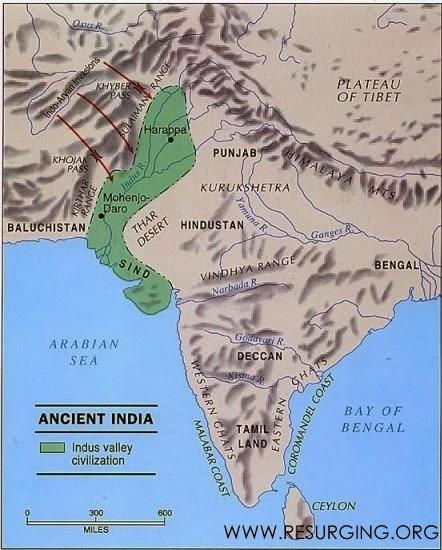 Oxus R.
Indo-Aryan Invasions
KHYBER
PASS
SULAIMAN RANGE
PLATEAU
OF TIBET
Harappa
KHOJAR
PASS
Indus R.
PUNJAB
HIMALAYA MTS.
KIRTHAR
RANGE
Mohenjo-
Daro
KURUKSHETRA
Yamuna R.
THAR
DESERT
HINDUSTAN
Ganges R.
BALUCHISTAN
SIND
VINDHYA RANGE
BENGAL
Narbada R.
ARABIAN
SEA
Godavari R.
DECCAN
Kistna R.
WESTERN GHATS
EASTERN GHATS
TAMIL
LAND
MALABAR COAST
COROMANDEL COAST
BAY OF
BENGAL
CEYLON
ANCIENT INDIA
Indus valley
civilization
0 300 600
MILES
WWW.RESURGING.ORG